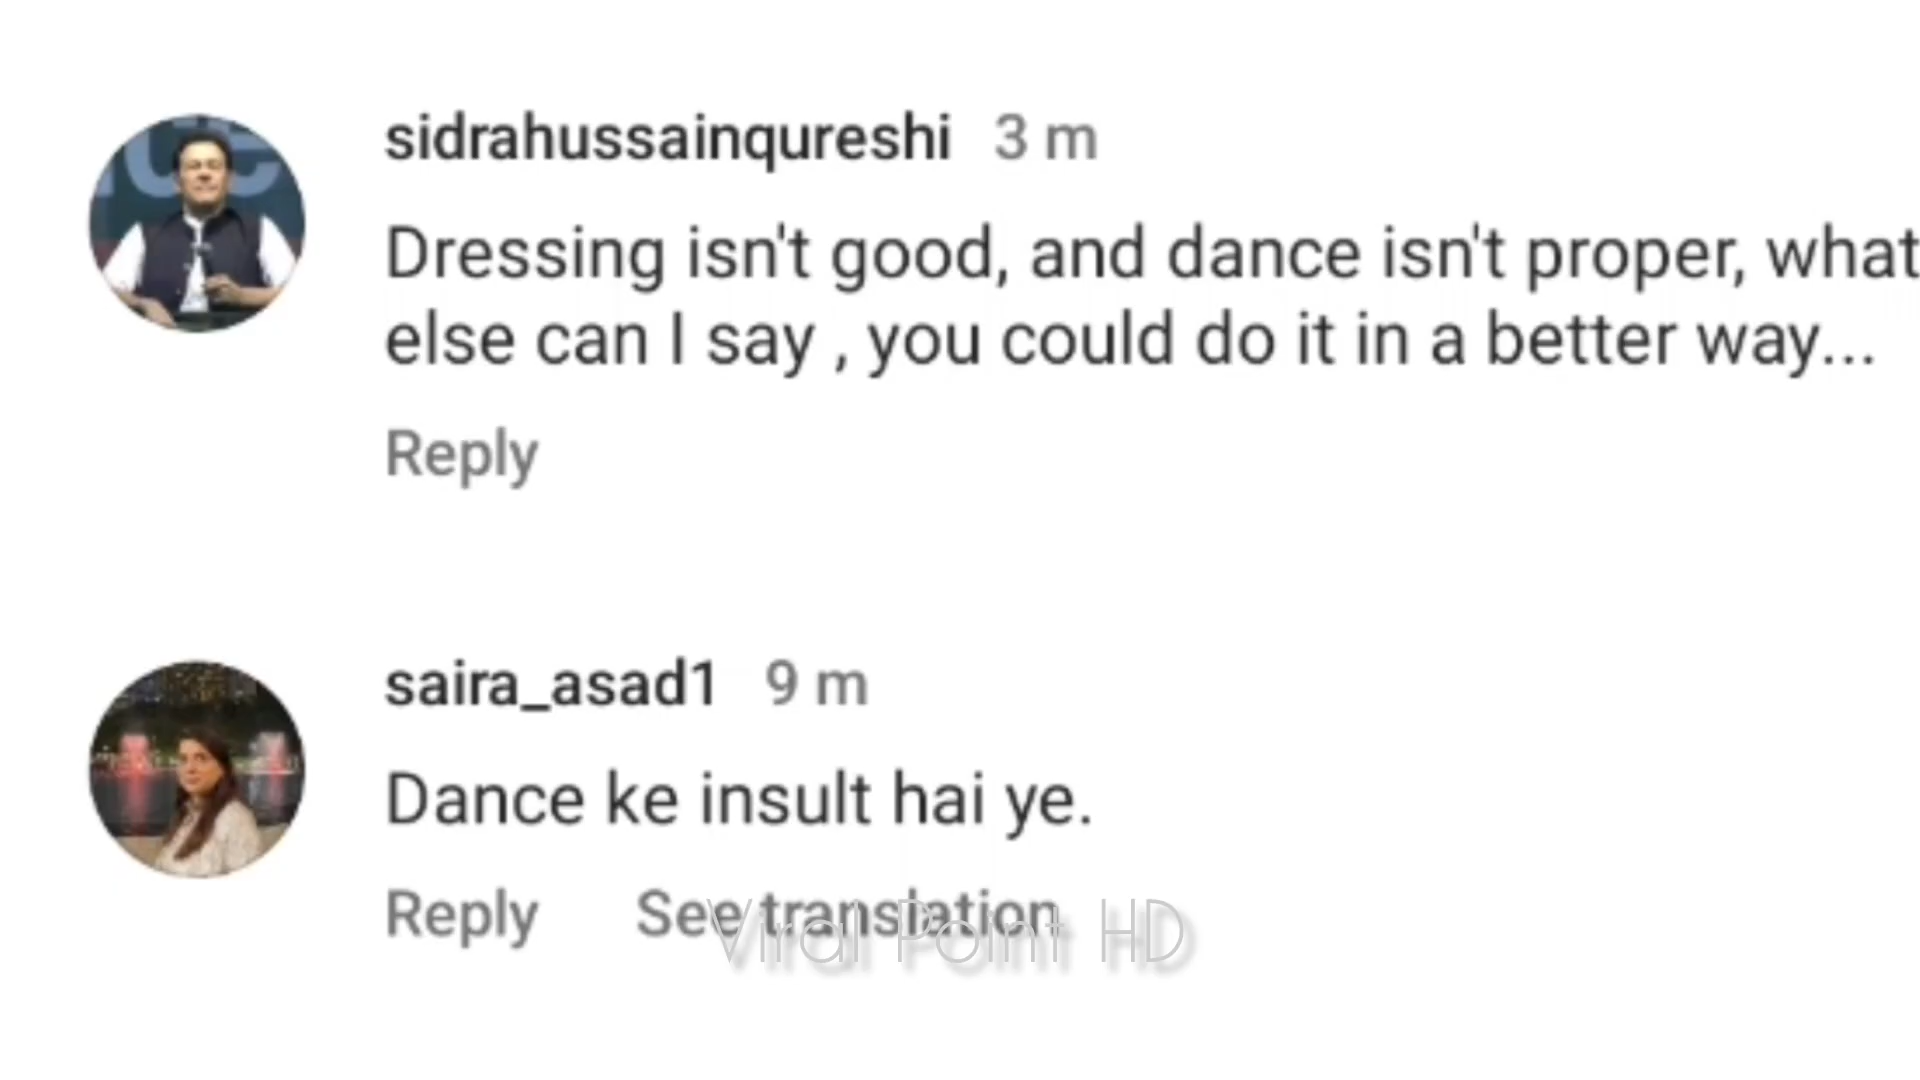 sidrahussainqureshi 3 m
Dressing isn't good, and dance isn't proper, what
else can I say , you could do it in a better way...
Reply
saira_asad1 9 m
Dance ke insult hai ye.
Reply See translation
Viral Point HD